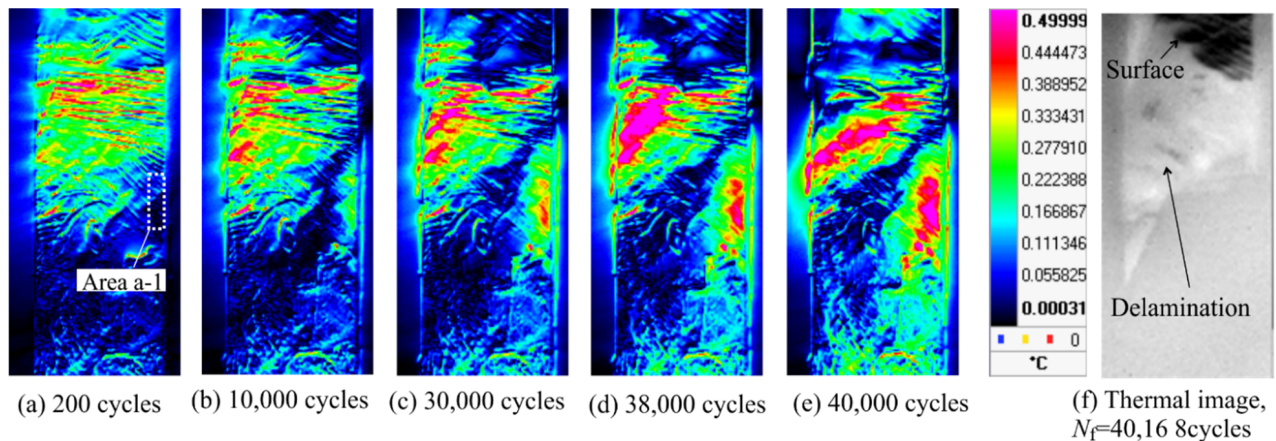 Area a-1
0.49999
0.444473
0.388952
0.333431
0.277910
0.222388
0.166867
0.111346
0.055825
0.00031
0
°C
Surface
Delamination
(a) 200 cycles
(b) 10,000 cycles
(c) 30,000 cycles
(d) 38,000 cycles
(e) 40,000 cycles
(f) Thermal image,
Nf=40,16 8cycles